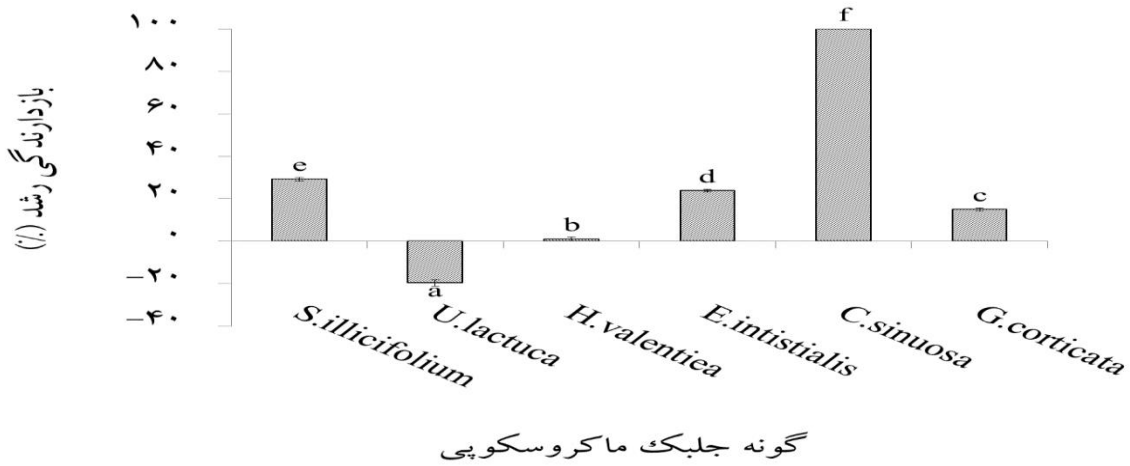 ۱۰۰
۸۰
۶۰
۴۰
۲۰
۰
−۲۰
−۴۰
بازدارندگی رشد (٪)
e
a
b
d
f
c
S.illicifolium
U.lactuca
H.valentiea
E.intistialis
C.sinuosa
G.corticata
گونه جلبک ماکروسکوپی